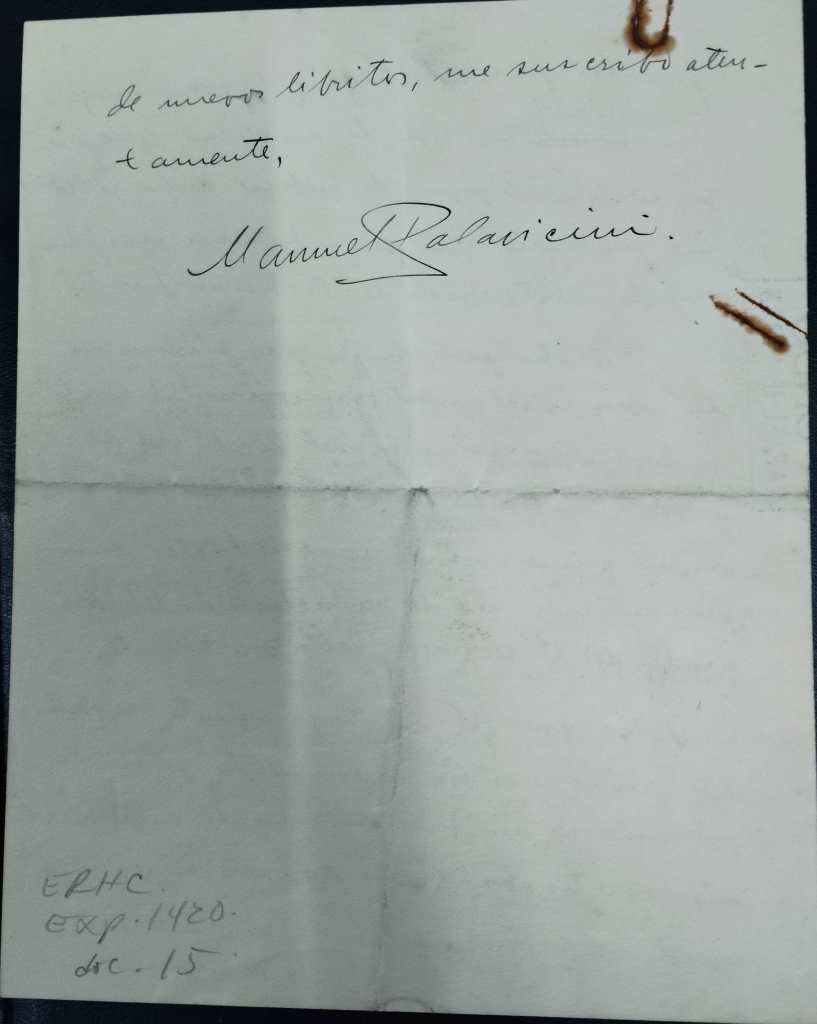 de nuevos libritos, me suscribo aten-
tamente,
Manuel Palavicini.
ERHC.
Exp. 1420.
doc. 15.